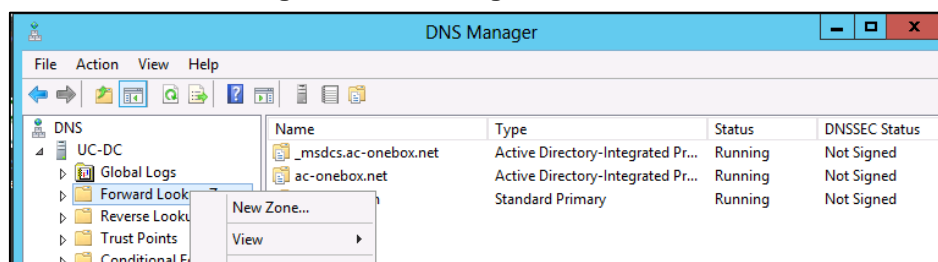 DNS Manager
File Action View Help
DNS
UC-DC
Global Logs
Forward Look
Reverse Looku
Trust Points
Conditional F
New Zone...
View
Name Type Status DNSSEC Status
_msdcs.ac-onebox.net Active Directory-Integrated Pr... Running Not Signed
ac-onebox.net Active Directory-Integrated Pr... Running Not Signed
Standard Primary Running Not Signed